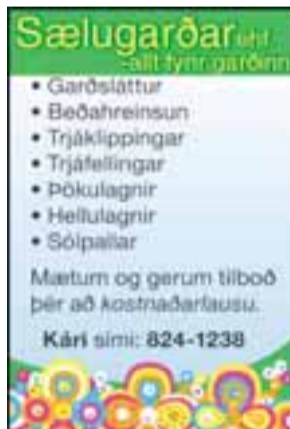 Sælugarðar ehf.
-allt fyrir garðinn
• Garðsláttur
• Beðahreinsun
• Trjáklippingar
• Trjáfellingar
• Þökulagnir
• Hellulagnir
• Sólpallar
Mætum og gerum tilboð
þér að kostnaðarlausu.
Kári sími: 824-1238